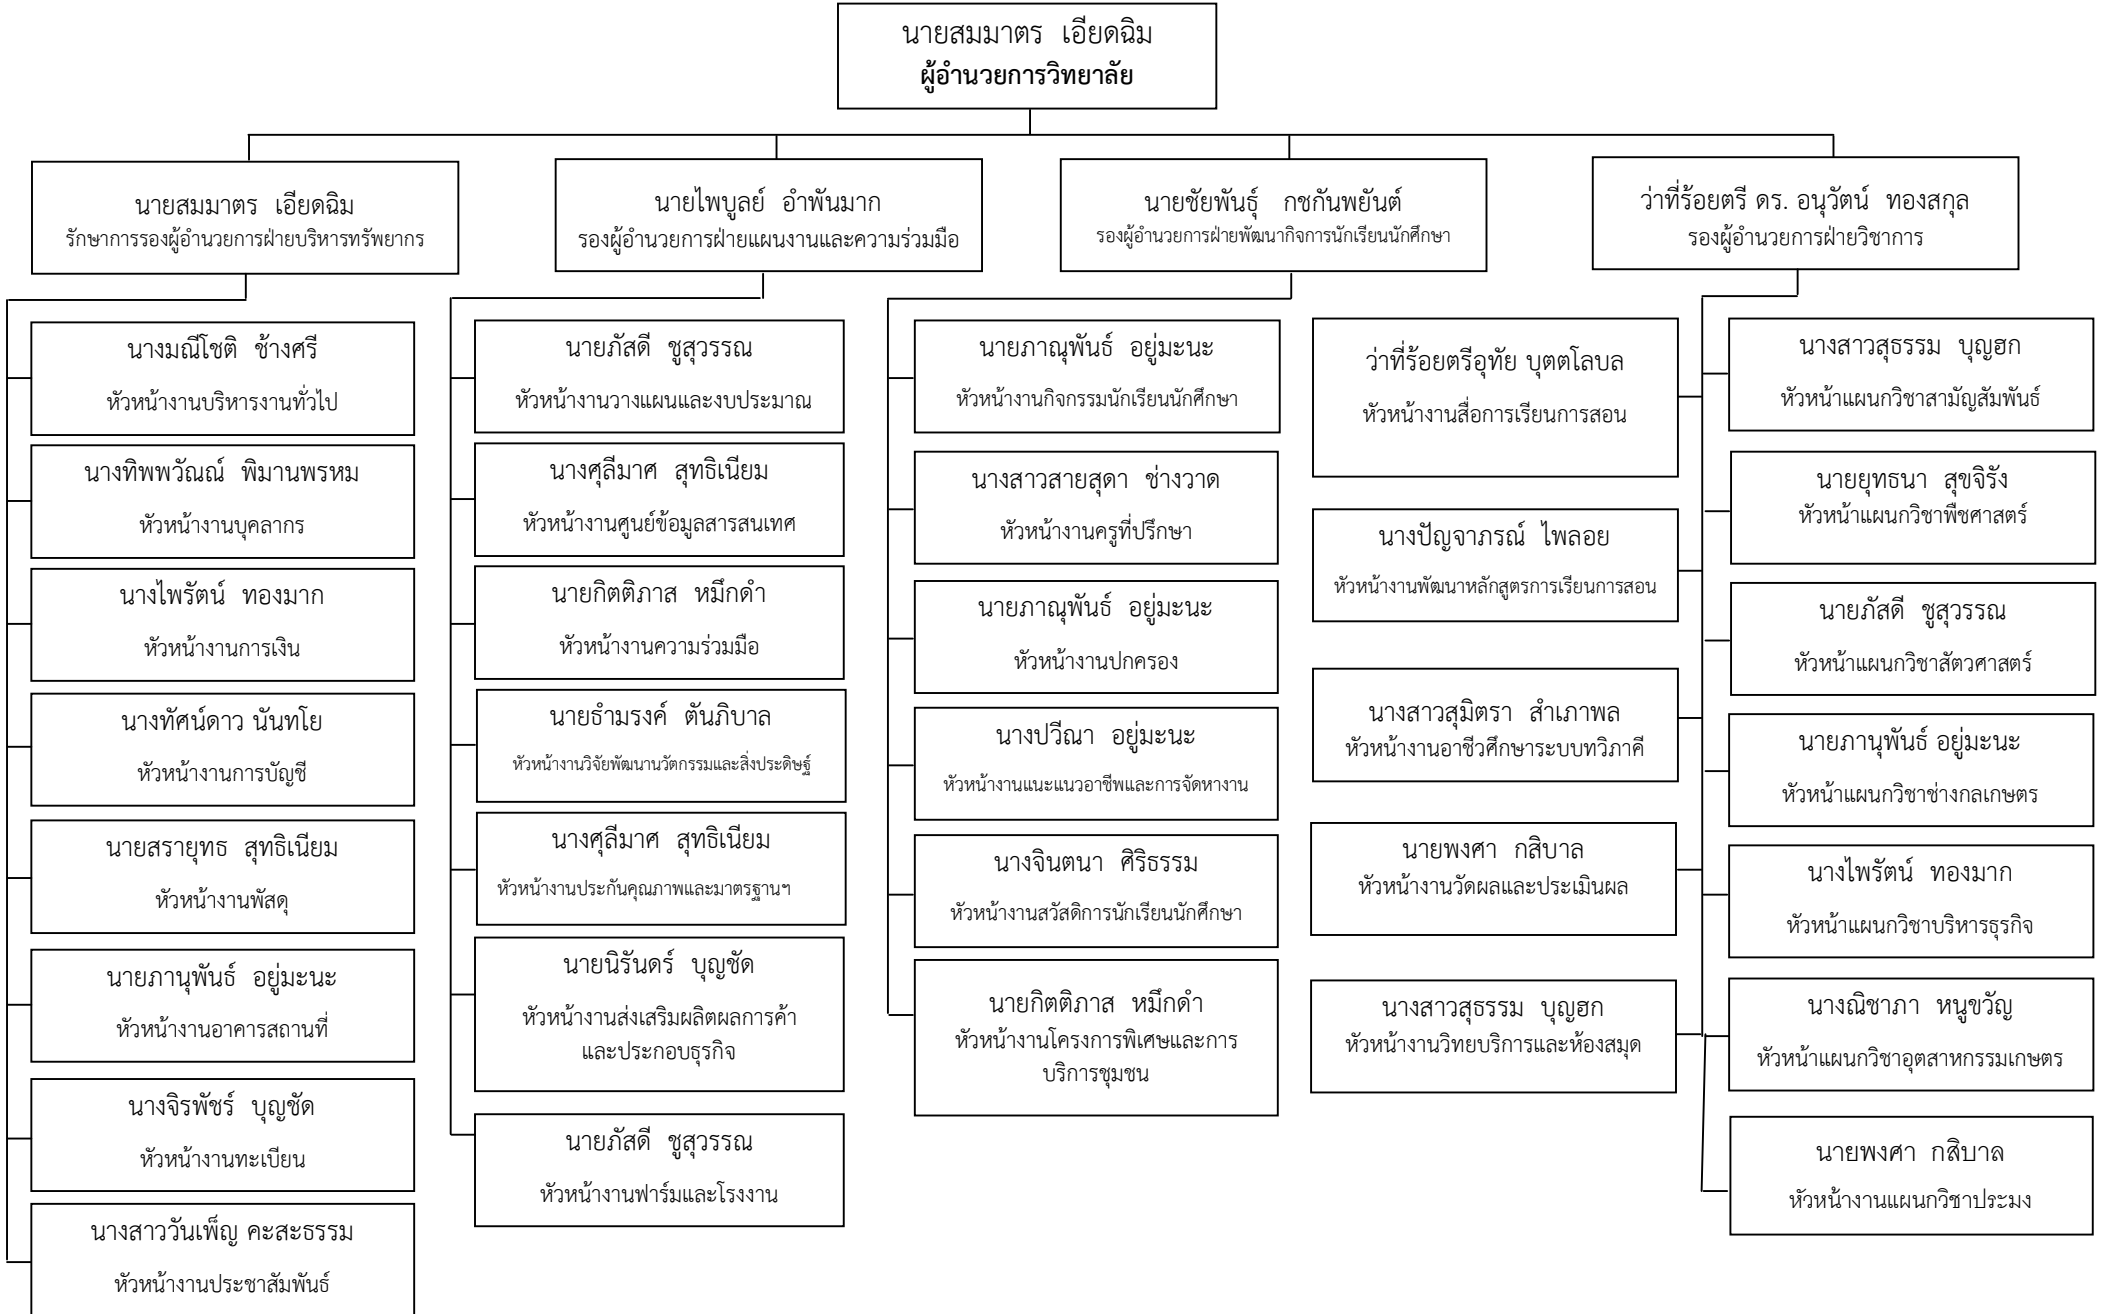 นายสมมาตร เอียดฉิม
ผู้อำนวยการวิทยาลัย
นายสมมาตร เอียดฉิม
รักษาการรองผู้อำนวยการฝ่ายบริหารทรัพยากร
นายไพบูลย์ อำพันมาก
รองผู้อำนวยการฝ่ายแผนงานและความร่วมมือ
นายชัยพันธุ์ กชกันพยันต์
รองผู้อำนวยการฝ่ายพัฒนากิจการนักเรียนนักศึกษา
ว่าที่ร้อยตรี ดร. อนุวัตน์ ทองสกุล
รองผู้อำนวยการฝ่ายวิชาการ
นางมณีโชติ ช้างศรี
หัวหน้างานบริหารงานทั่วไป
นางทิพพวัณณ์ พิมานพรหม
หัวหน้างานบุคลากร
นางไพรัตน์ ทองมาก
หัวหน้างานการเงิน
นางทัศน์ดาว นันทโย
หัวหน้างานการบัญชี
นายสรายุทธ สุทธิเนียม
หัวหน้างานพัสดุ
นายภานุพันธ์ อยู่มะนะ
หัวหน้างานอาคารสถานที่
นางจิรพัชร์ บุญชัด
หัวหน้างานทะเบียน
นางสาววันเพ็ญ คะสะธรรม
หัวหน้างานประชาสัมพันธ์
นายภัสดี ชูสุวรรณ
หัวหน้างานวางแผนและงบประมาณ
นางศุลีมาศ สุทธิเนียม
หัวหน้างานศูนย์ข้อมูลสารสนเทศ
นายกิตติภาส หมึกดำ
หัวหน้างานความร่วมมือ
นายธำมรงค์ ตันภิบาล
หัวหน้างานวิจัยพัฒนานวัตกรรมและสิ่งประดิษฐ์
นางศุลีมาศ สุทธิเนียม
หัวหน้างานประกันคุณภาพและมาตรฐานฯ
นายนิรันดร์ บุญชัด
หัวหน้างานส่งเสริมผลิตผลการค้า
และประกอบธุรกิจ
นายภัสดี ชูสุวรรณ
หัวหน้างานฟาร์มและโรงงาน
นายภาณุพันธ์ อยู่มะนะ
หัวหน้างานกิจกรรมนักเรียนนักศึกษา
นางสาวสายสุดา ช่างวาด
หัวหน้างานครูที่ปรึกษา
นายภาณุพันธ์ อยู่มะนะ
หัวหน้างานปกครอง
นางปวีณา อยู่มะนะ
หัวหน้างานแนะแนวอาชีพและการจัดหางาน
นางจินตนา ศิริธรรม
หัวหน้างานสวัสดิการนักเรียนนักศึกษา
นายกิตติภาส หมึกดำ
หัวหน้างานโครงการพิเศษและการ
บริการชุมชน
ว่าที่ร้อยตรีอุทัย บุตตโลบล
หัวหน้างานสื่อการเรียนการสอน
นางปัญจาภรณ์ ไพลอย
หัวหน้างานพัฒนาหลักสูตรการเรียนการสอน
นางสาวสุมิตรา สำเภาพล
หัวหน้างานอาชีวศึกษาระบบทวิภาคี
นายพงศา กสิบาล
หัวหน้างานวัดผลและประเมินผล
นางสาวสุธรรม บุญฮก
หัวหน้างานวิทยบริการและห้องสมุด
นางสาวสุธรรม บุญฮก
หัวหน้าแผนกวิชาสามัญสัมพันธ์
นายยุทธนา สุขจิรัง
หัวหน้าแผนกวิชาพืชศาสตร์
นายภัสดี ชูสุวรรณ
หัวหน้าแผนกวิชาสัตวศาสตร์
นายภานุพันธ์ อยู่มะนะ
หัวหน้าแผนกวิชาช่างกลเกษตร
นางไพรัตน์ ทองมาก
หัวหน้าแผนกวิชาบริหารธุรกิจ
นางณิชาภา หนูขวัญ
หัวหน้าแผนกวิชาอุตสาหกรรมเกษตร
นายพงศา กสิบาล
หัวหน้างานแผนกวิชาประมง